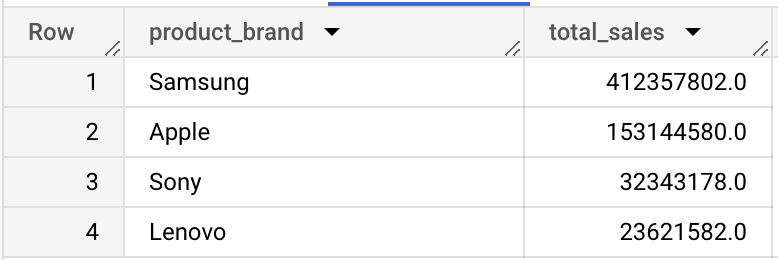 Row product_brand total_sales
1 Samsung 412357802.0
2 Apple 153144580.0
3 Sony 32343178.0
4 Lenovo 23621582.0